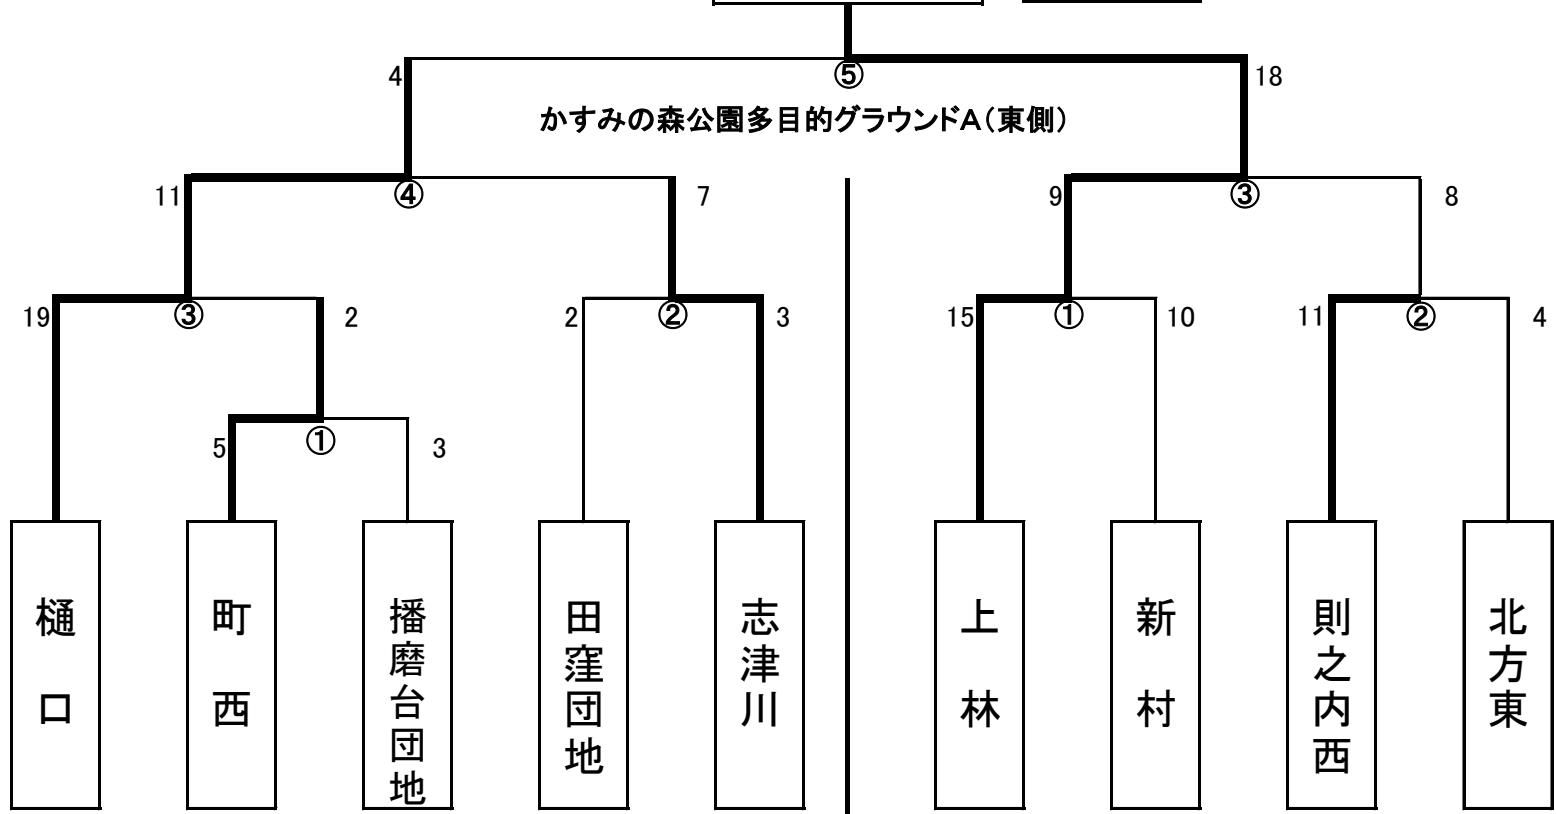 4
⑤
18
かすみの森公園多目的グラウンドA（東側）
11
④
7
9
③
8
19
③
2
2
②
3
15
①
10
11
②
4
5
①
3
樋口
町西
播磨台団地
田窪団地
志津川
上林
新村
則之内西
北方東